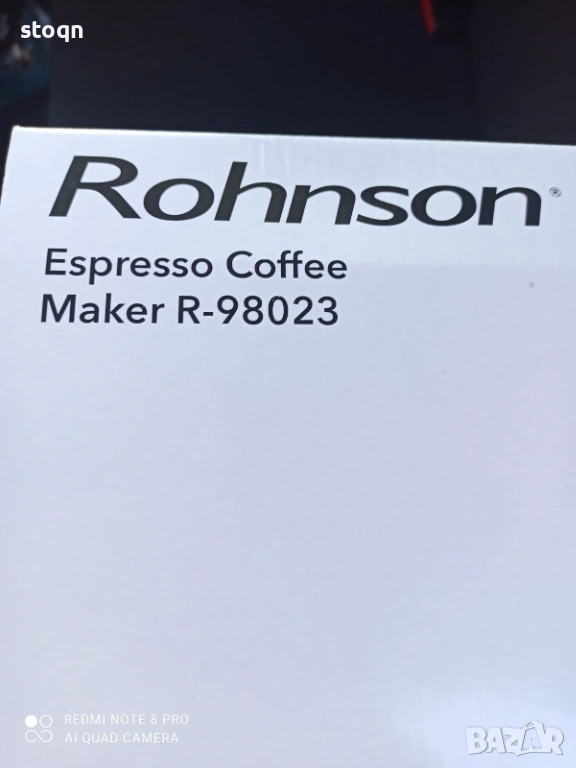 stoqn
Rohnson®
Espresso Coffee
Maker R-98023
REDMI NOTE 8 PRO
AI QUAD CAMERA
BAZAR